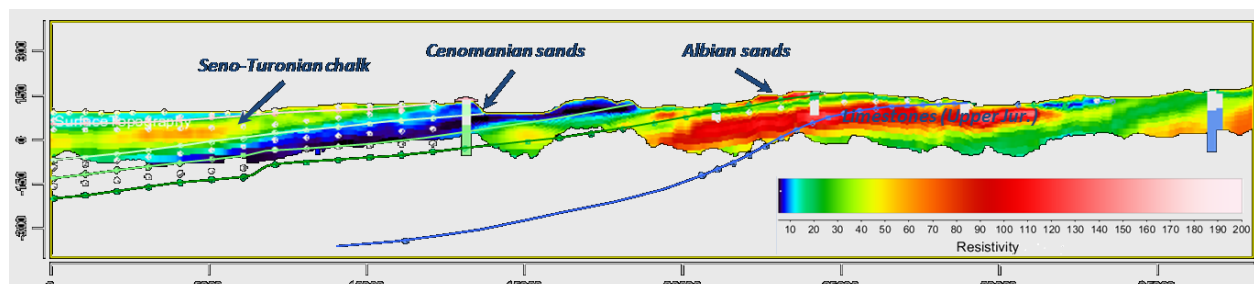 Cenomanian sands
Albian sands
Seno-Turonian chalk
Surface Topography
Limestones (Upper Jur.)
10 20 30 40 50 60 70 80 90 100 110 120 130 140 150 160 170 180 190 200
Resistivity